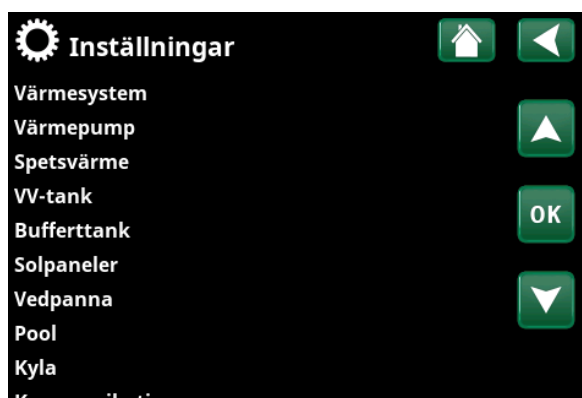 Inställningar
Värmesystem
Värmepump
Spetsvärme
VV-tank
OK
Bufferttank
Solpaneler
Vedpanna
Pool
Kyla